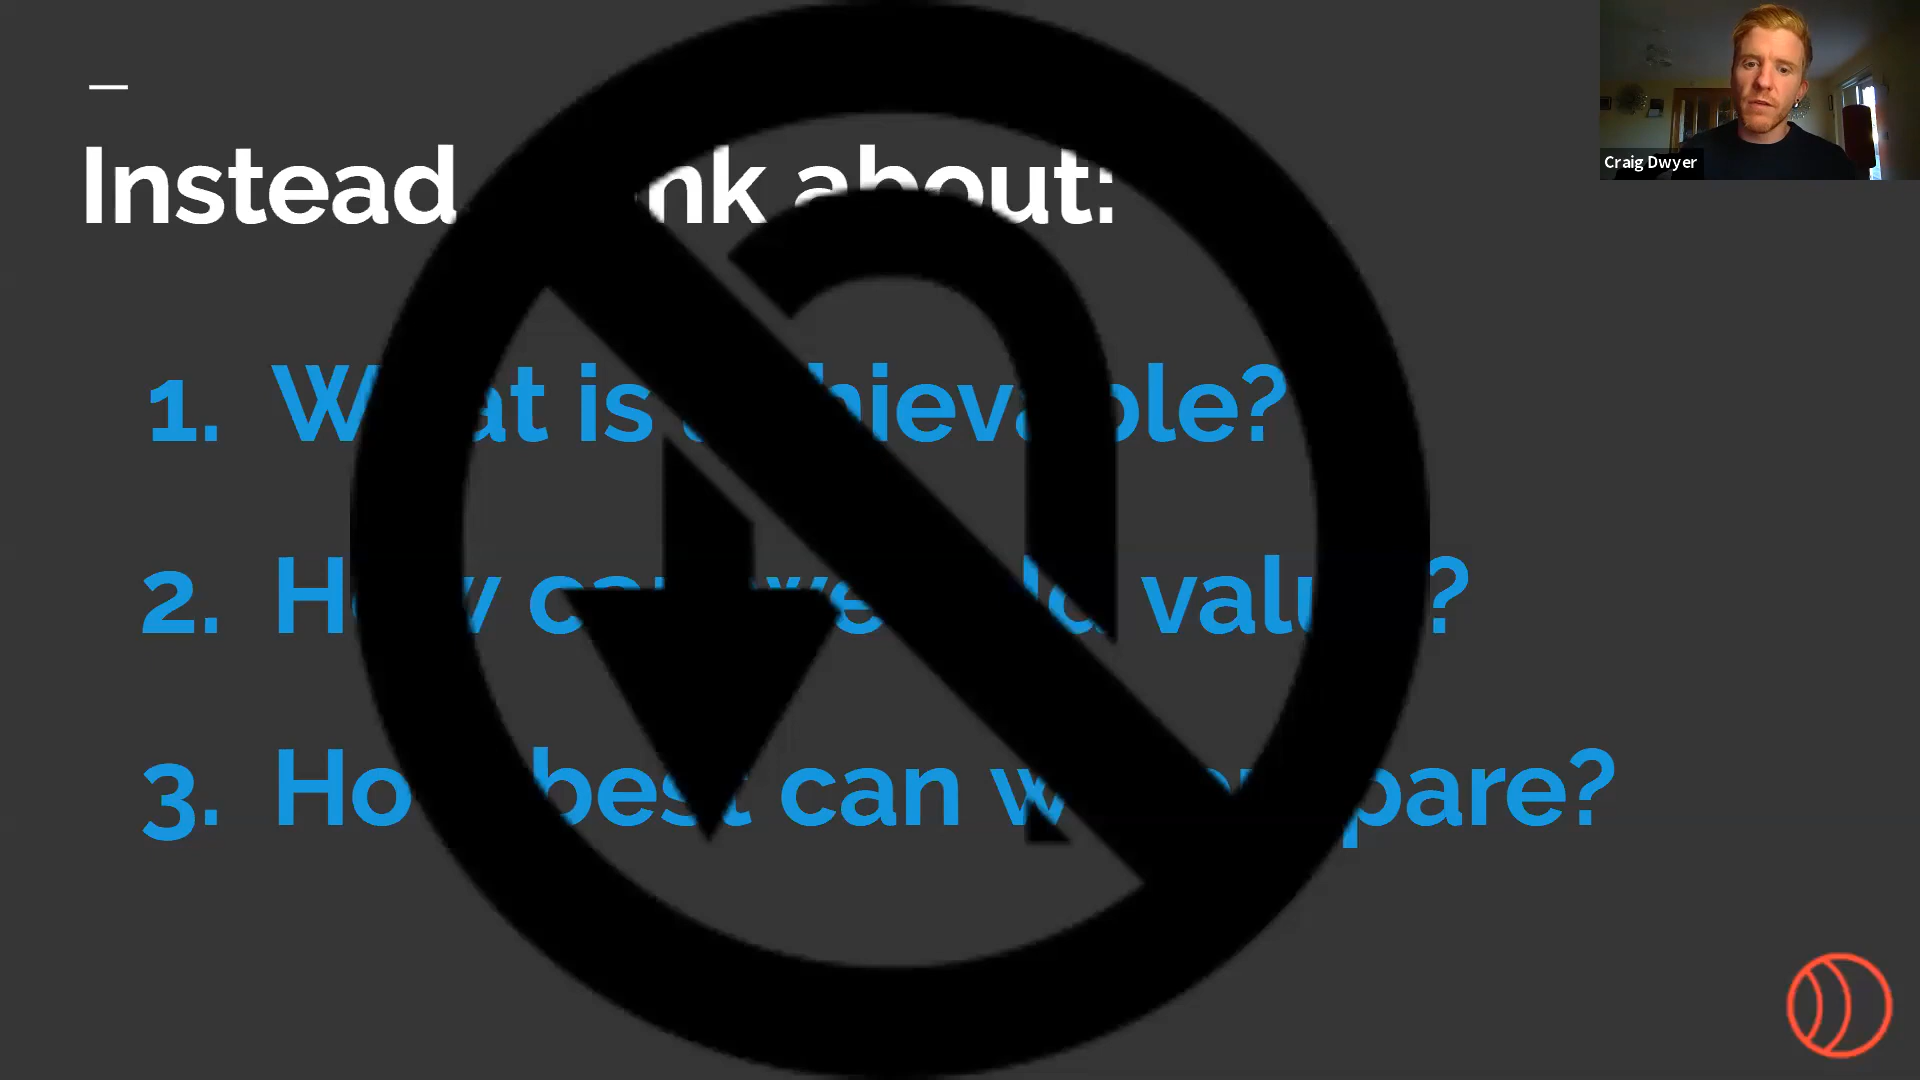 Instead think about:
1. What is achievable?
2. How can we add value?
3. How best can we prepare?
Craig Dwyer